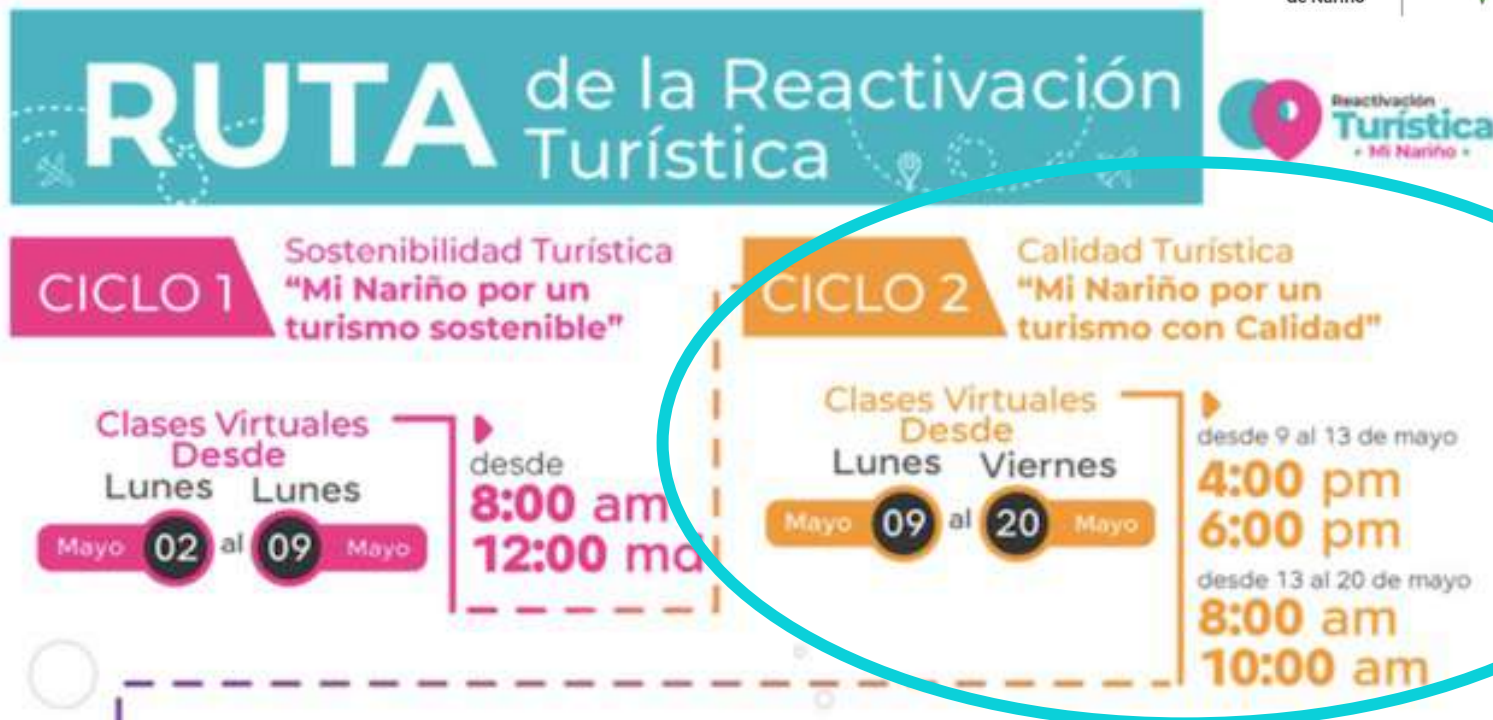 de Nariño
RUTA de la Reactivación
Turística
Reactivación
Turística
Mi Nariño
CICLO 1
Sostenibilidad Turística
"Mi Nariño por un
turismo sostenible"
Clases Virtuales
Desde
Lunes Lunes
Mayo 02 al 09 Mayo
desde
8:00 am
12:00 md
CICLO 2
Calidad Turística
"Mi Nariño por un
turismo con Calidad"
Clases Virtuales
Desde
Lunes Viernes
Mayo 09 al 20 Mayo
desde 9 al 13 de mayo
4:00 pm
6:00 pm
desde 13 al 20 de mayo
8:00 am
10:00 am